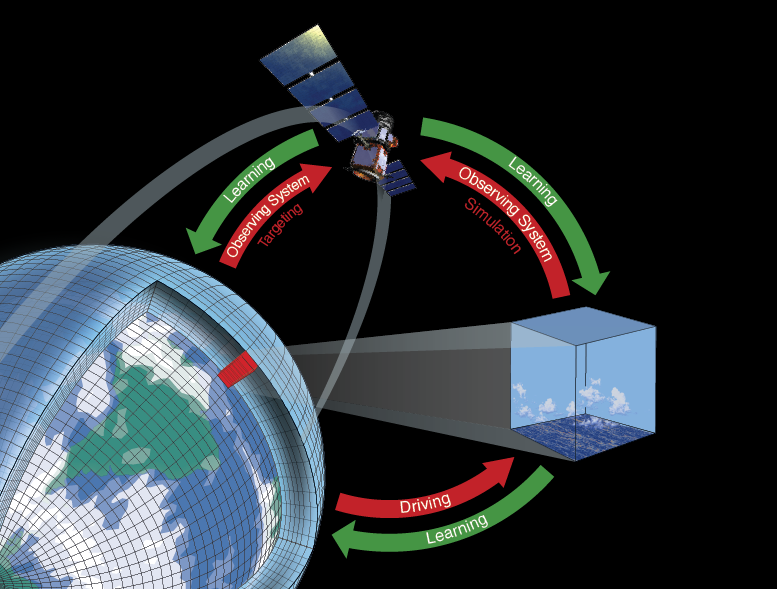 Learning
Observing System
Targeting
Learning
Observing System
Simulation
Driving
Learning